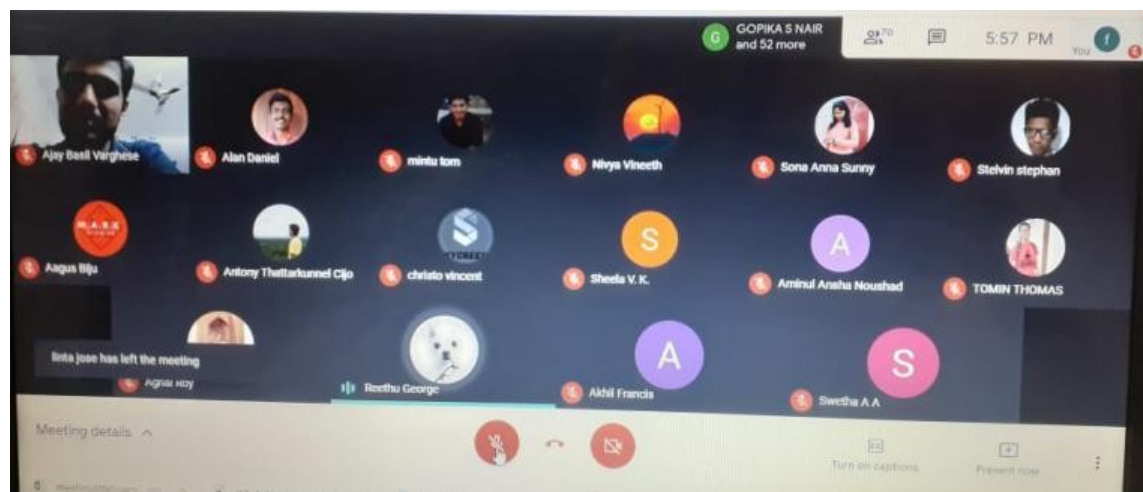 G
GOPIKA S NAIR
and 52 more
70
5:57 PM
You
f
Ajay Basil Varghese
Alan Daniel
mintu tom
Nivya Vineeth
Sona Anna Sunny
Stelvin stephan
M.A.R.K
Aagus Biju
Antony Thattarkunnel Cijo
S
christo vincent
S
Sheela V. K.
A
Aminul Ansha Noushad
TOMIN THOMAS
linta jose has left the meeting
Roy
Reethu George
A
Akhil Francis
S
Swetha A A
Meeting details
Turn on captions
Present now